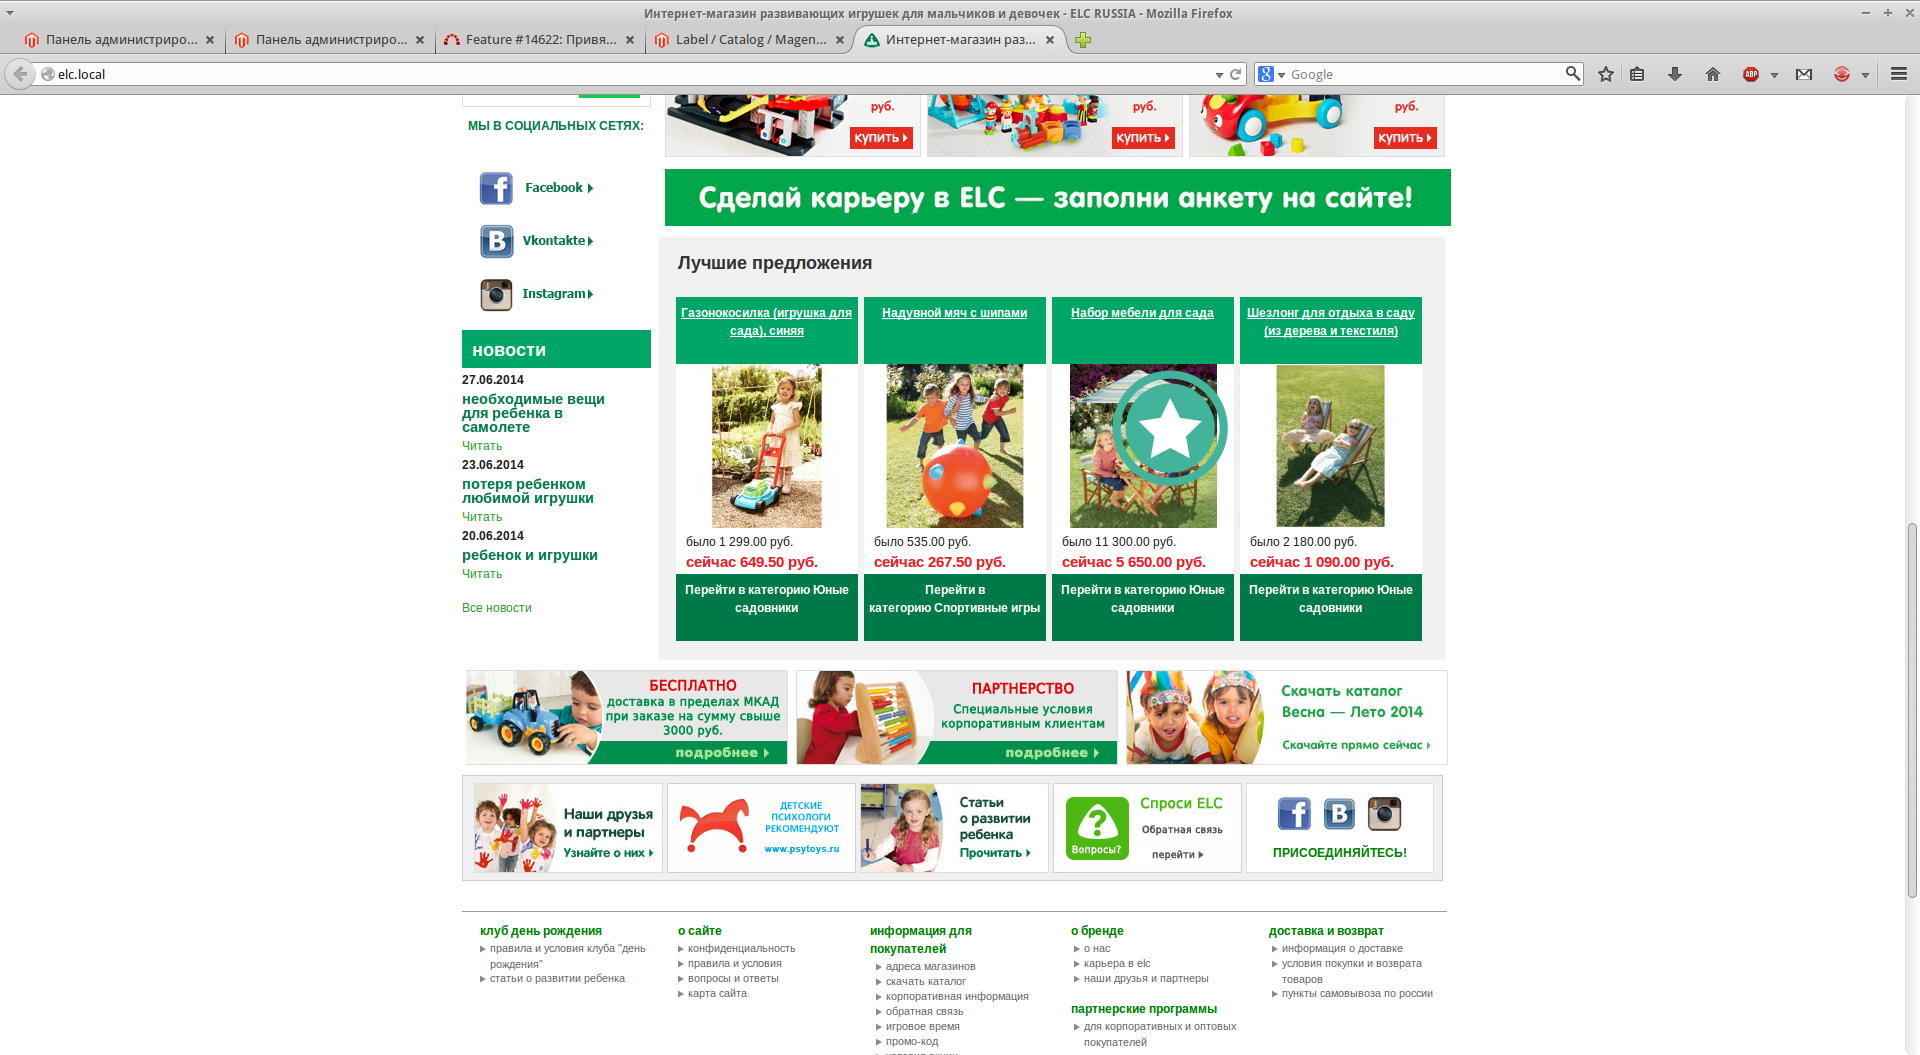 Интернет-магазин развивающих игрушек для мальчиков и девочек - ELC RUSSIA - Mozilla Firefox
Панель администриро...
Панель администриро...
Feature #14622: Привя...
Label / Catalog / Magen...
Интернет-магазин раз...
elc.local
Google
ABP
МЫ В СОЦИАЛЬНЫХ СЕТЯХ:
Facebook
Vkontakte
Instagram
новости
27.06.2014
необходимые вещи
для ребенка в
самолете
Читать
23.06.2014
потеря ребенком
любимой игрушки
Читать
20.06.2014
ребенок и игрушки
Читать
Все новости
руб.
купить
руб.
купить
руб.
купить
Сделай карьеру в ELC — заполни анкету на сайте!
Лучшие предложения
Газонокосилка (игрушка для
сада), синяя
было 1 299.00 руб.
сейчас 649.50 руб.
Перейти в категорию Юные
садовники
Надувной мяч с шипами
было 535.00 руб.
сейчас 267.50 руб.
Перейти в
категорию Спортивные игры
Набор мебели для сада
было 11 300.00 руб.
сейчас 5 650.00 руб.
Перейти в категорию Юные
садовники
Шезлонг для отдыха в саду
(из дерева и текстиля)
было 2 180.00 руб.
сейчас 1 090.00 руб.
Перейти в категорию Юные
садовники
БЕСПЛАТНО
доставка в пределах МКАД
при заказе на сумму свыше
3000 руб.
подробнее
ПАРТНЕРСТВО
Специальные условия
корпоративным клиентам
подробнее
Скачать каталог
Весна — Лето 2014
Скачайте прямо сейчас
Наши друзья
и партнеры
Узнайте о них
ДЕТСКИЕ
ПСИХОЛОГИ
РЕКОМЕНДУЮТ
www.psytoys.ru
Статьи
о развитии
ребенка
Прочитать
Вопросы?
Спроси ELC
Обратная связь
перейти
ПРИСОЕДИНЯЙТЕСЬ!
клуб день рождения
правила и условия клуба "день
рождения"
статьи о развитии ребенка
о сайте
конфиденциальность
правила и условия
вопросы и ответы
карта сайта
информация для
покупателей
адреса магазинов
скачать каталог
корпоративная информация
обратная связь
игровое время
промо-код
о бренде
о нас
карьера в elc
наши друзья и партнеры
партнерские программы
для корпоративных и оптовых
покупателей
доставка и возврат
информация о доставке
условия покупки и возврата
товаров
пункты самовывоза по россии